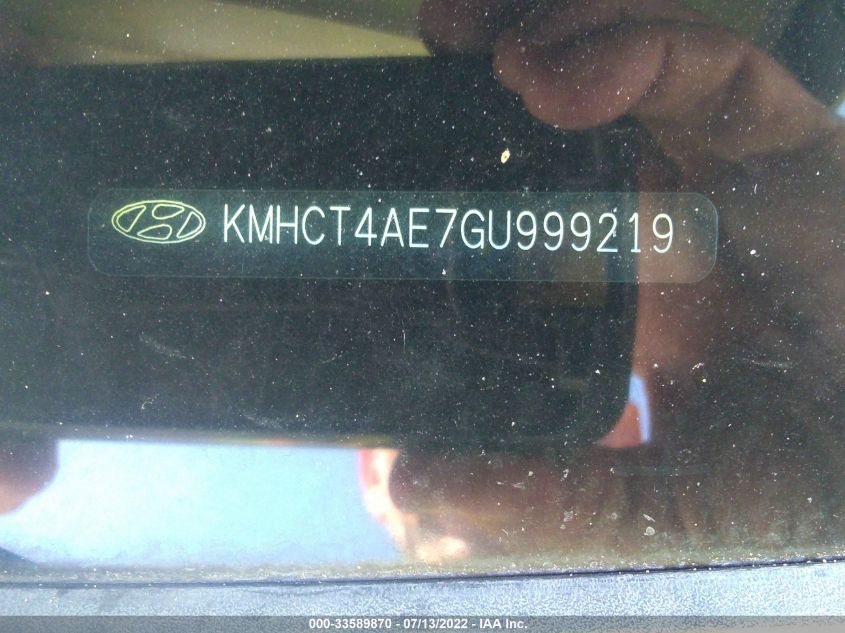 KMHCT4AE7GU999219
000-33589870 - 07/13/2022 - IAA Inc.